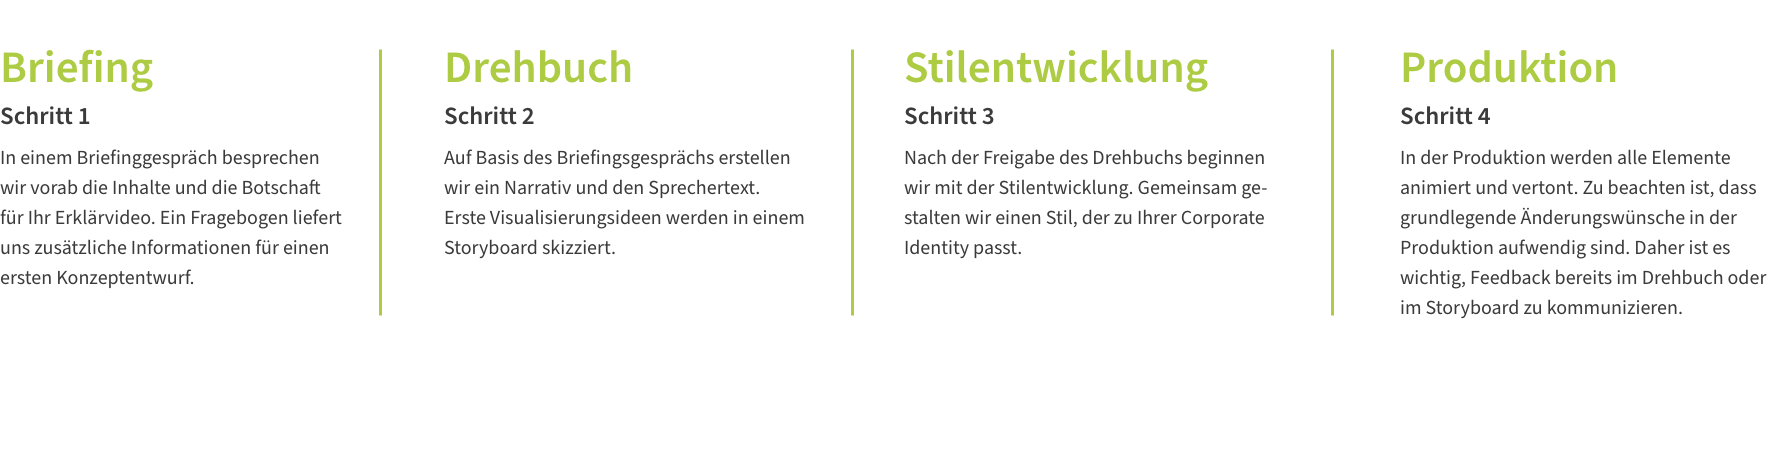 Briefing
Schritt 1
In einem Briefinggespräch besprechen
wir vorab die Inhalte und die Botschaft
für Ihr Erklärvideo. Ein Fragebogen liefert
uns zusätzliche Informationen für einen
ersten Konzeptentwurf.
Drehbuch
Schritt 2
Auf Basis des Briefingsgesprächs erstellen
wir ein Narrativ und den Sprechertext.
Erste Visualisierungsideen werden in einem
Storyboard skizziert.
Stilentwicklung
Schritt 3
Nach der Freigabe des Drehbuchs beginnen
wir mit der Stilentwicklung. Gemeinsam ge-
stalten wir einen Stil, der zu Ihrer Corporate
Identity passt.
Produktion
Schritt 4
In der Produktion werden alle Elemente
animiert und vertont. Zu beachten ist, dass
grundlegende Änderungswünsche in der
Produktion aufwendig sind. Daher ist es
wichtig, Feedback bereits im Drehbuch oder
im Storyboard zu kommunizieren.